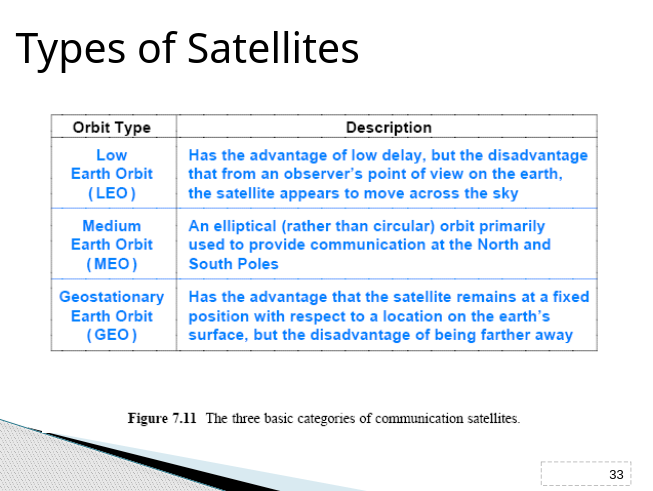 Types of Satellites
Orbit Type Description
Low Has the advantage of low delay, but the disadvantage
Earth Orbit that from an observer's point of view on the earth,
(LEO) the satellite appears to move across the sky
Medium An elliptical (rather than circular) orbit primarily
Earth Orbit used to provide communication at the North and
(MEO) South Poles
Geostationary Has the advantage that the satellite remains at a fixed
Earth Orbit position with respect to a location on the earth's
(GEO) surface, but the disadvantage of being farther away
Figure 7.11 The three basic categories of communication satellites.
33